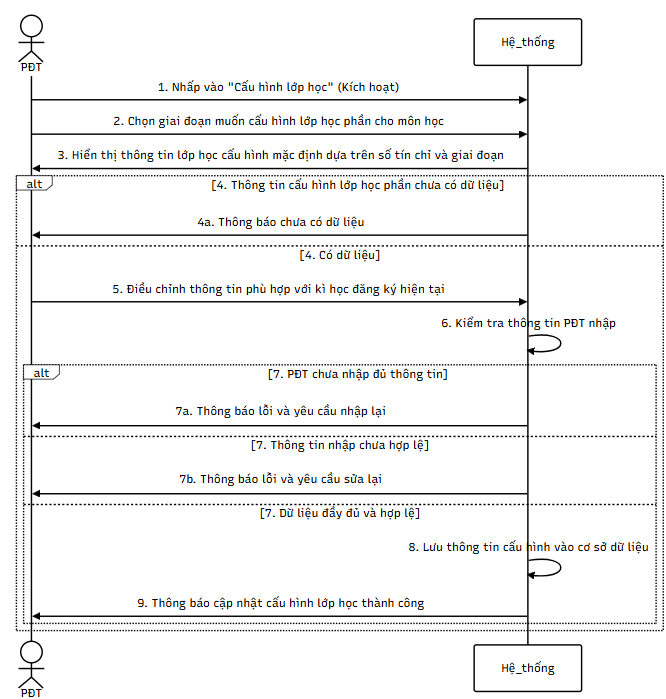 PĐT
Hệ_thống
1. Nhấp vào "Cấu hình lớp học" (Kích hoạt)
2. Chọn giai đoạn muốn cấu hình lớp học phần cho môn học
3. Hiển thị thông tin lớp học cấu hình mặc định dựa trên số tín chỉ và giai đoạn
alt
[4. Thông tin cấu hình lớp học phần chưa có dữ liệu]
4a. Thông báo chưa có dữ liệu
[4. Có dữ liệu]
5. Điều chỉnh thông tin phù hợp với kì học đăng ký hiện tại
6. Kiểm tra thông tin PĐT nhập
alt
[7. PĐT chưa nhập đủ thông tin]
7a. Thông báo lỗi và yêu cầu nhập lại
[7. Thông tin nhập chưa hợp lệ]
7b. Thông báo lỗi và yêu cầu sửa lại
[7. Dữ liệu đầy đủ và hợp lệ]
8. Lưu thông tin cấu hình vào cơ sở dữ liệu
9. Thông báo cập nhật cấu hình lớp học thành công
PĐT
Hệ_thống